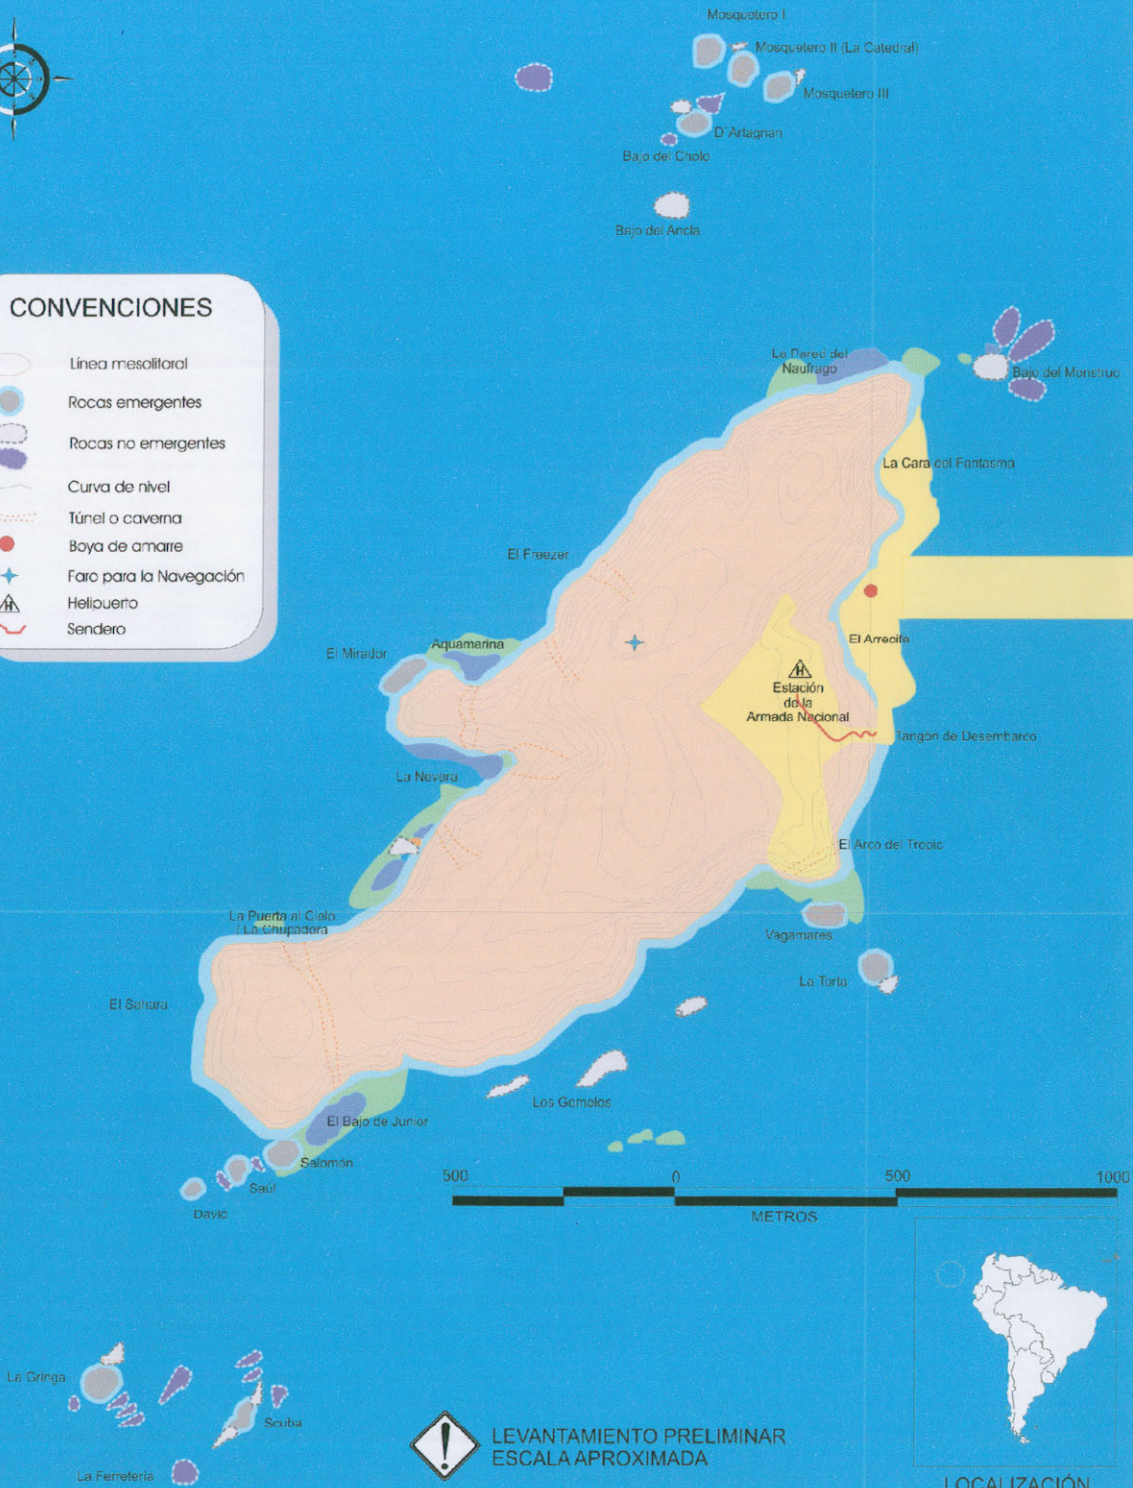 Mosquetero I
Mosquetero II (La Catedral)
Mosquetero III
D'Artagnan
Bajo del Cholo
Bajo del Ancla
CONVENCIONES
Línea mesolitoral
Rocas emergentes
Rocas no emergentes
Curva de nivel
Túnel o caverna
Boya de amarre
Faro para la Navegación
H
Helipuerto
Sendero
La Pared del
Naufrago
Bajo del Monstruo
La Cara del Fantasma
El Freezer
El Arrecife
El Mirador
Aquamarina
H
Estación
de la
Armada Nacional
Tangón de Desembarco
La Nevera
El Arco del Tropic
La Puerta al Cielo
/ La Chupadora
Vagamares
La Torta
El Sahara
Los Gemelos
El Bajo de Junior
Salomón
Saúl
David
500
0
500
1000
METROS
La Gringa
Scuba
La Ferretería
!
LEVANTAMIENTO PRELIMINAR
ESCALA APROXIMADA
LOCALIZACIÓN